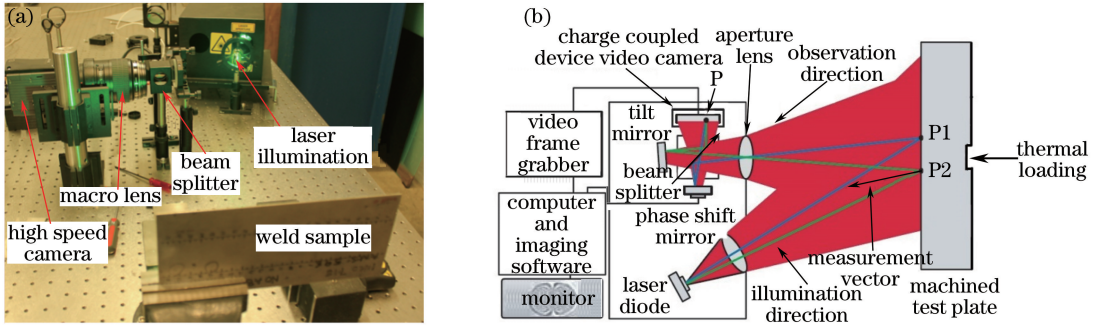 (a)
laser
illumination
beam
splitter
macro lens
high speed
camera
weld sample
(b)
charge coupled
device video camera
P
aperture
lens
observation
direction
tilt
mirror
video
frame
grabber
beam
splitter
P1
P2
thermal
loading
computer
and
imaging
software
phase shift
mirror
measurement
vector
monitor
laser
diode
illumination
direction
machined
test plate